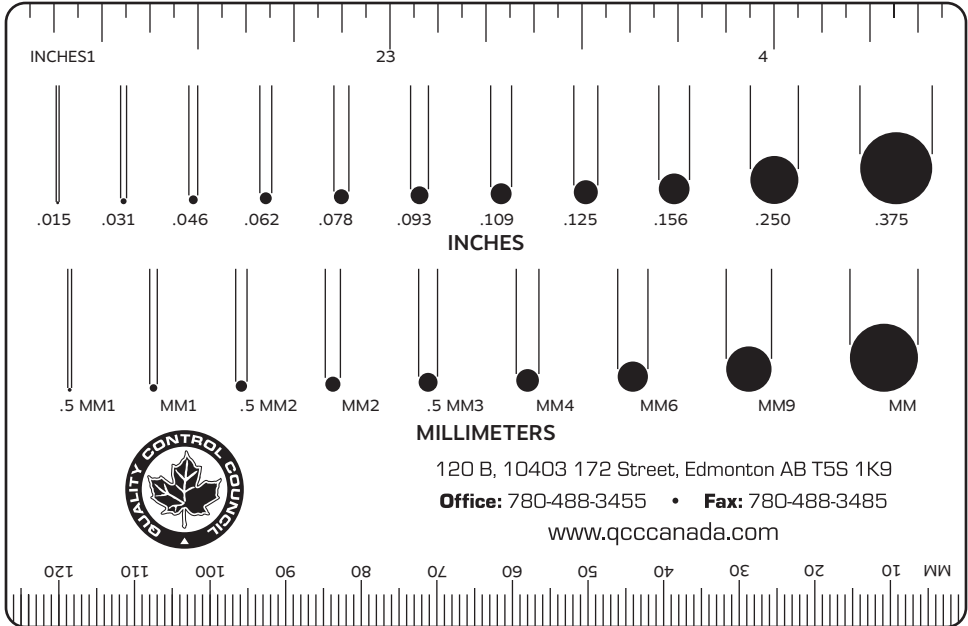 INCHES1 23 4
.015 .031 .046 .062 .078 .093 .109 .125 .156 .250 .375
INCHES
.5 MM1 MM1 .5 MM2 MM2 .5 MM3 MM4 MM6 MM9 MM
MILLIMETERS
QUALITY CONTROL COUNCIL
120 B, 10403 172 Street, Edmonton AB T5S 1K9
Office: 780-488-3455 • Fax: 780-488-3485
www.qcccanada.com
120 110 100 90 80 70 60 50 40 30 20 10 MM